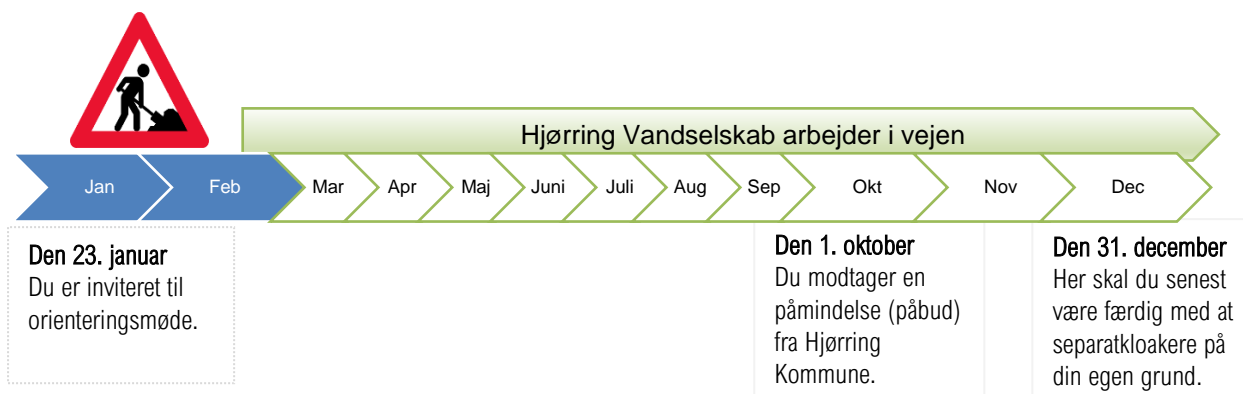 Hjørring Vandselskab arbejder i vejen
Jan Feb Mar Apr Maj Juni Juli Aug Sep Okt Nov Dec
Den 23. januar
Du er inviteret til
orienteringsmøde.
Den 1. oktober
Du modtager en
påmindelse (påbud)
fra Hjørring
Kommune.
Den 31. december
Her skal du senest
være færdig med at
separatkloakere på
din egen grund.